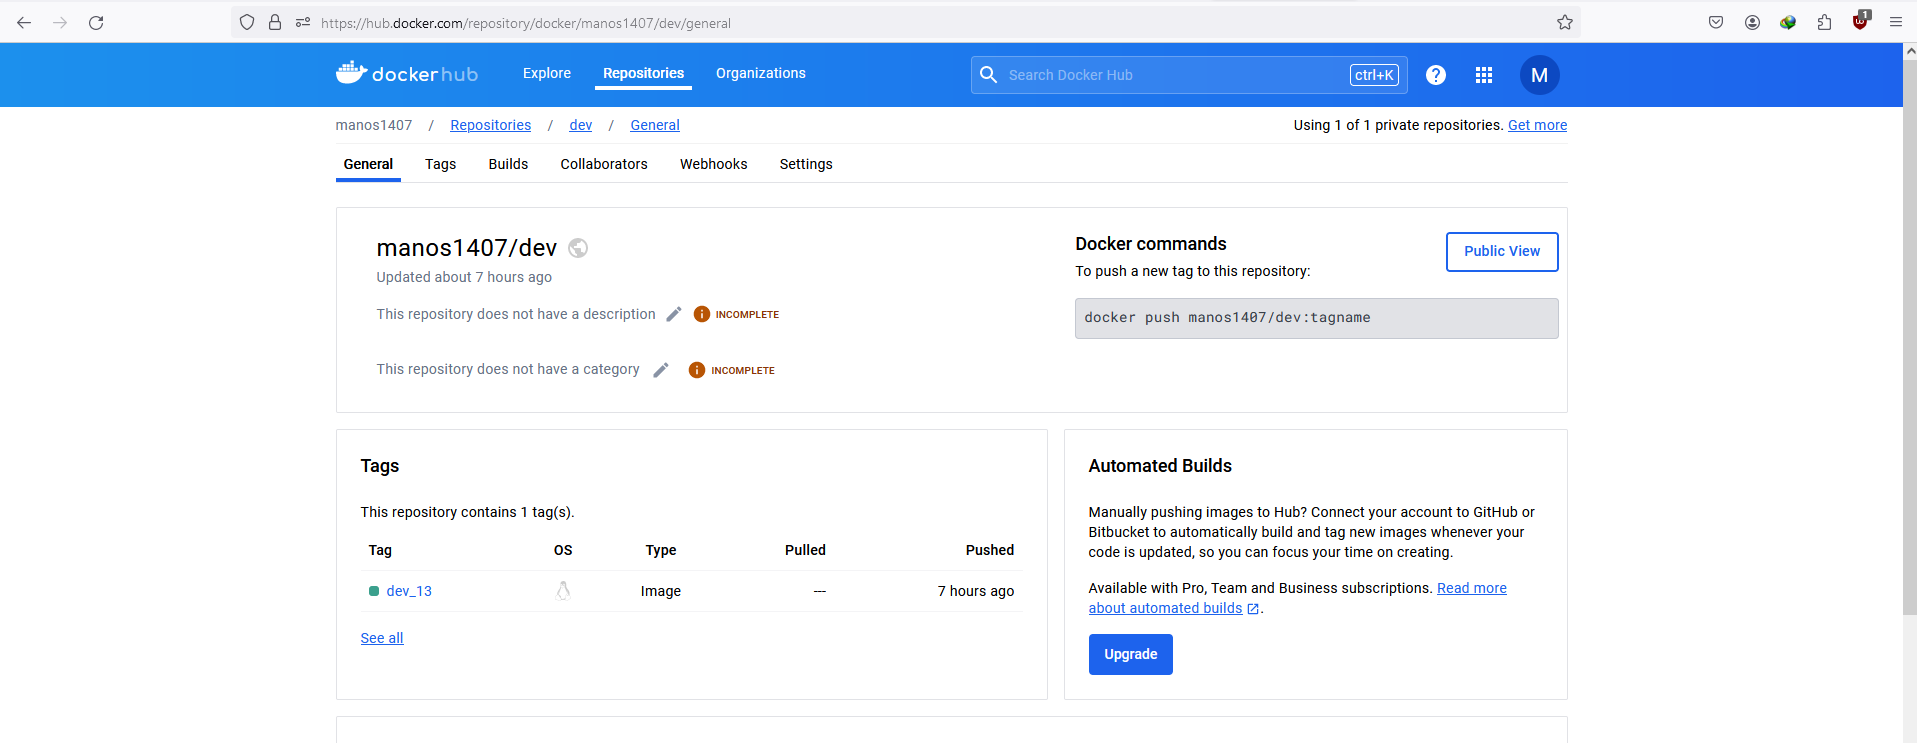 https://hub.docker.com/repository/docker/manos1407/dev/general
1
dockerhub
Explore
Repositories
Organizations
Search Docker Hub
ctrl+K
?
M
manos1407 / Repositories / dev / General
Using 1 of 1 private repositories. Get more
General
Tags
Builds
Collaborators
Webhooks
Settings
manos1407/dev
Updated about 7 hours ago
This repository does not have a description
INCOMPLETE
This repository does not have a category
INCOMPLETE
Docker commands
Public View
To push a new tag to this repository:
docker push manos1407/dev:tagname
Tags
This repository contains 1 tag(s).
Tag OS Type Pulled Pushed
dev_13 Image --- 7 hours ago
See all
Automated Builds
Manually pushing images to Hub? Connect your account to GitHub or
Bitbucket to automatically build and tag new images whenever your
code is updated, so you can focus your time on creating.
Available with Pro, Team and Business subscriptions. Read more
about automated builds .
Upgrade